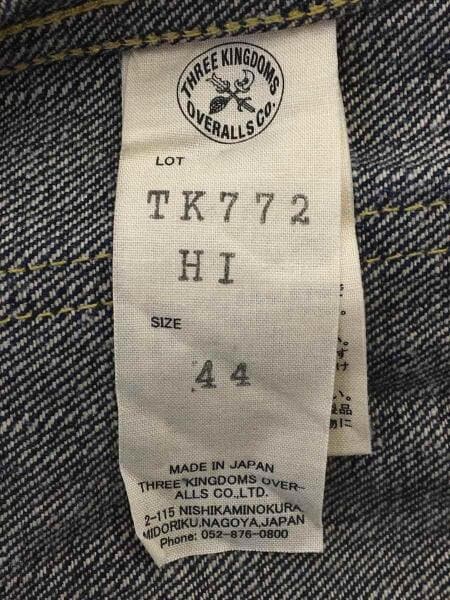 THREE KINGDOMS
OVERALLS CO.
LOT
TK772
HI
SIZE
44
MADE IN JAPAN
THREE KINGDOMS OVER-
ALLS CO.,LTD.
2-115 NISHIKAMINOKURA,
MIDORIKU.NAGOYA,JAPAN
Phone: 052-876-0800